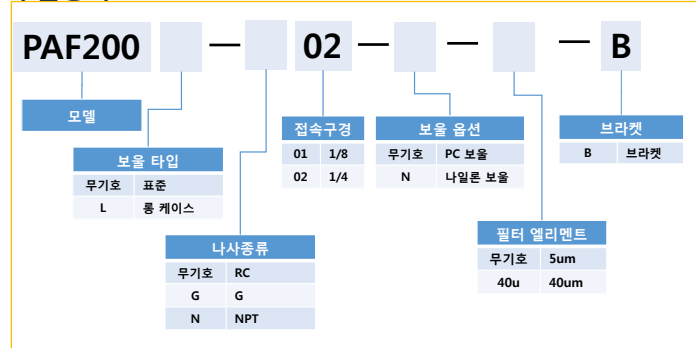 PAF200 — 02 — — — B
모델
보울 타입
무기호 표준
L 롱 케이스
나사종류
무기호 RC
G G
N NPT
접속구경
01 1/8
02 1/4
보울 옵션
무기호 PC 보울
N 나일론 보울
필터 엘리멘트
무기호 5um
40u 40um
브라켓
B 브라켓